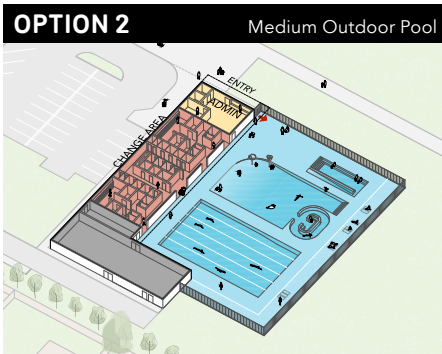 OPTION 2
Medium Outdoor Pool
ENTRY
ADMIN
CHANGE AREA